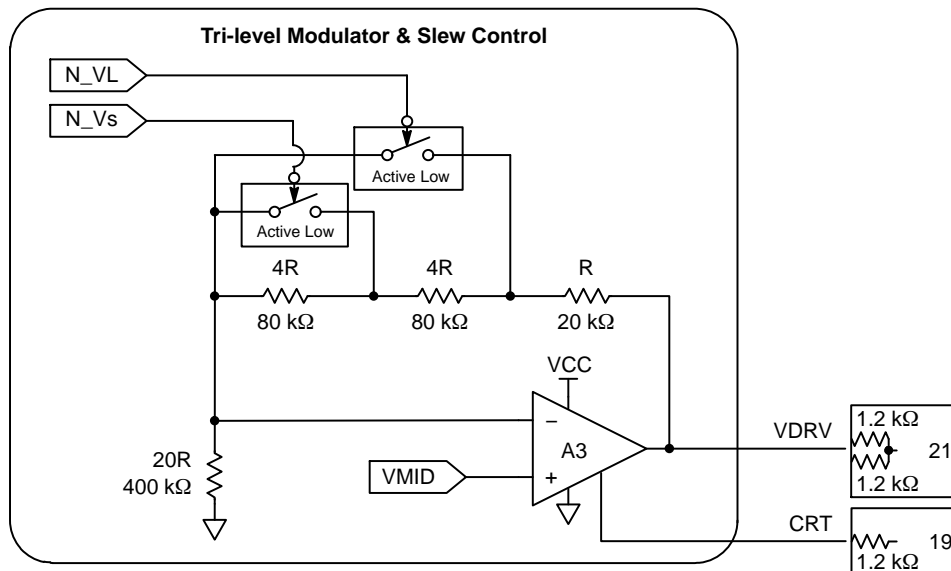 Tri-level Modulator & Slew Control
N_VL
N_Vs
Active Low
Active Low
4R
4R
R
80 kΩ
80 kΩ
20 kΩ
VCC
−
A3
+
VMID
20R
400 kΩ
VDRV
1.2 kΩ
21
1.2 kΩ
CRT
19
1.2 kΩ